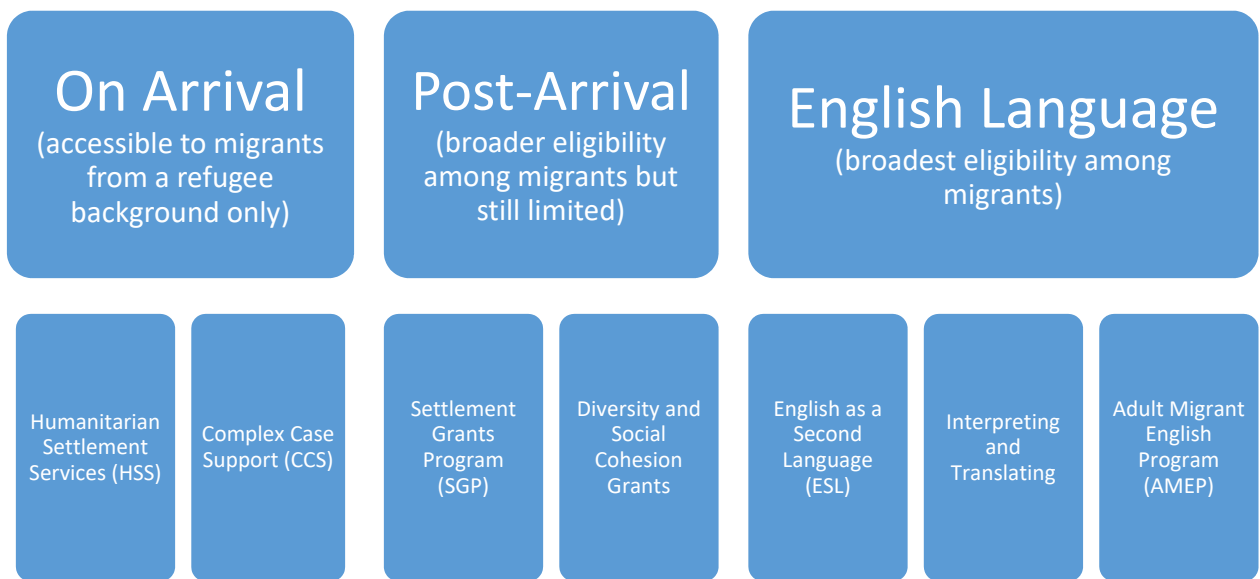 On Arrival
(accessible to migrants
from a refugee
background only)
Post-Arrival
(broader eligibility
among migrants but
still limited)
English Language
(broadest eligibility among
migrants)
Humanitarian
Settlement
Services (HSS)
Complex Case
Support (CCS)
Settlement
Grants
Program
(SGP)
Diversity and
Social
Cohesion
Grants
English as a
Second
Language
(ESL)
Interpreting
and
Translating
Adult Migrant
English
Program
(AMEP)